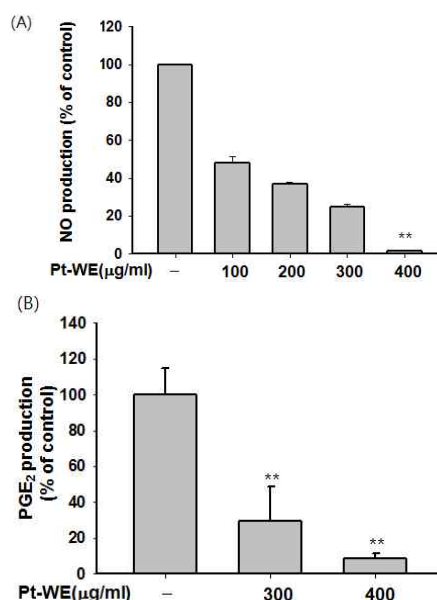 (A)
NO production (% of control)
120
100
80
60
40
20
0
**
Pt-WE(μg/ml) – 100 200 300 400
(B)
PGE2 production
(% of control)
140
120
100
80
60
40
20
0
**
**
Pt-WE(μg/ml) – 300 400